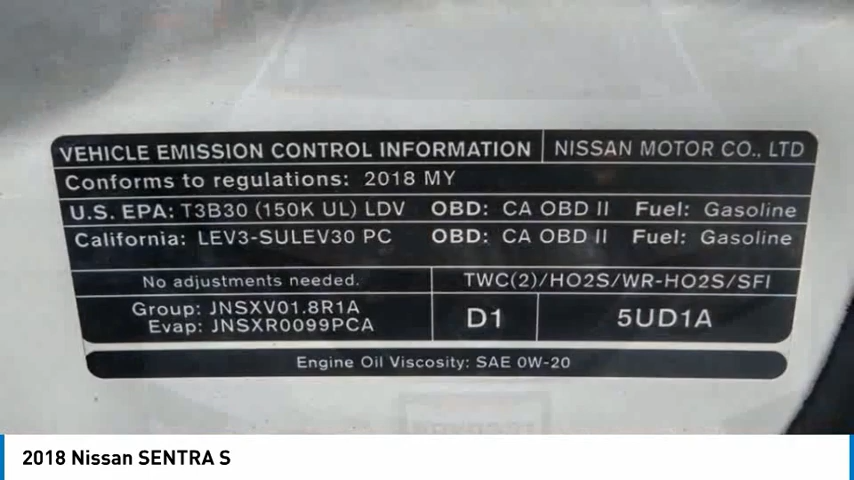 VEHICLE EMISSION CONTROL INFORMATION NISSAN MOTOR CO., LTD
Conforms to regulations: 2018 MY
U.S. EPA: T3B30 (150K UL) LDV OBD: CA OBD II Fuel: Gasoline
California: LEV3-SULEV30 PC OBD: CA OBD II Fuel: Gasoline
No adjustments needed. TWC(2)/HO2S/WR-HO2S/SFI
Group: JNSXV01.8R1A
Evap: JNSXR0099PCA
D1 5UD1A
Engine Oil Viscosity: SAE 0W-20
2018 Nissan SENTRA S